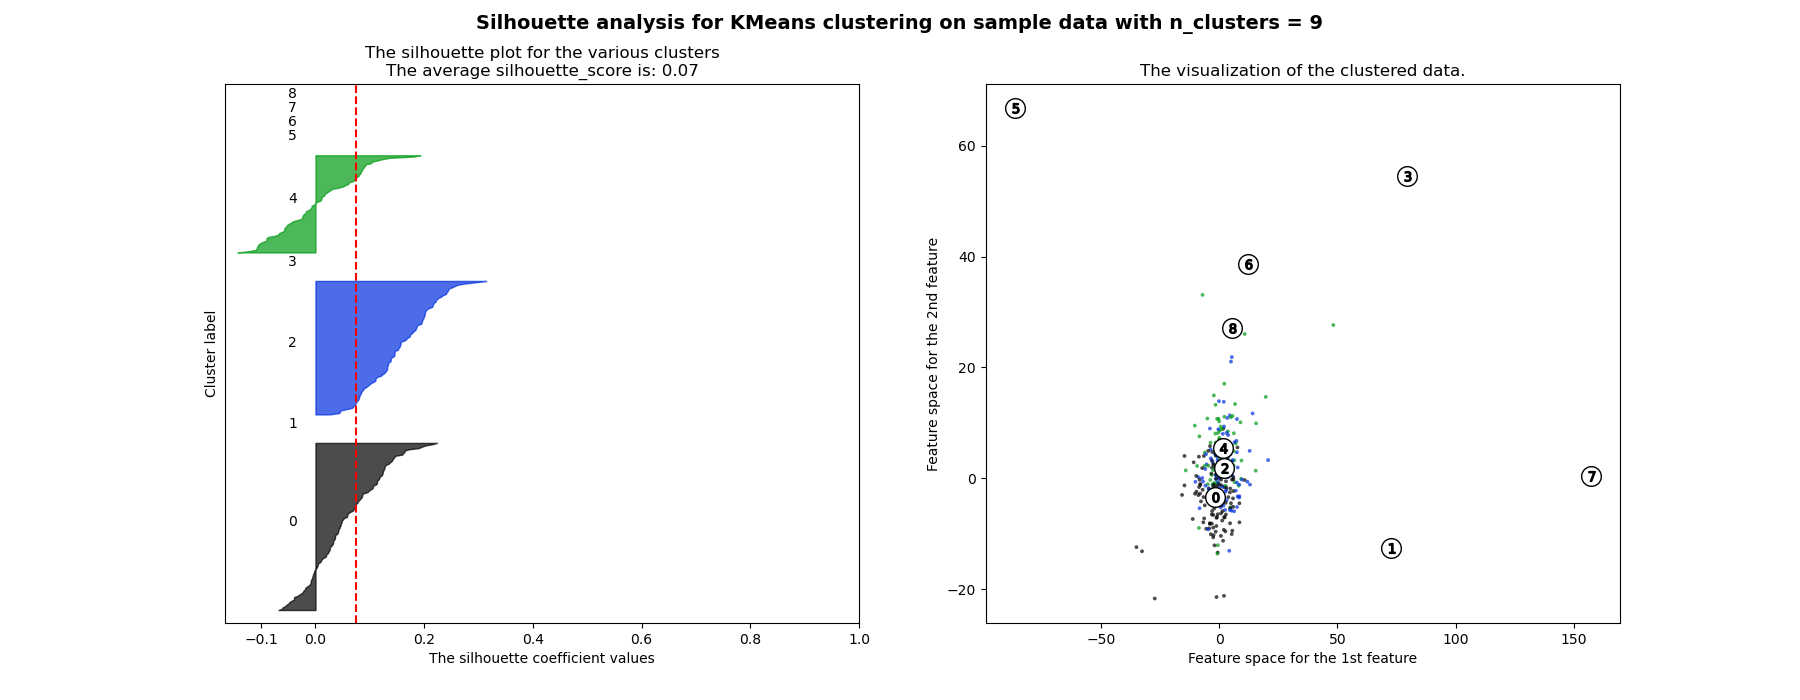 Silhouette analysis for KMeans clustering on sample data with n_clusters = 9
The silhouette plot for the various clusters
The average silhouette_score is: 0.07
8
7
6
5
4
3
2
1
0
Cluster label
−0.1 0.0 0.2 0.4 0.6 0.8 1.0
The silhouette coefficient values
The visualization of the clustered data.
60
40
20
0
−20
Feature space for the 2nd feature
5
3
6
8
4
2
7
0
1
−50 0 50 100 150
Feature space for the 1st feature